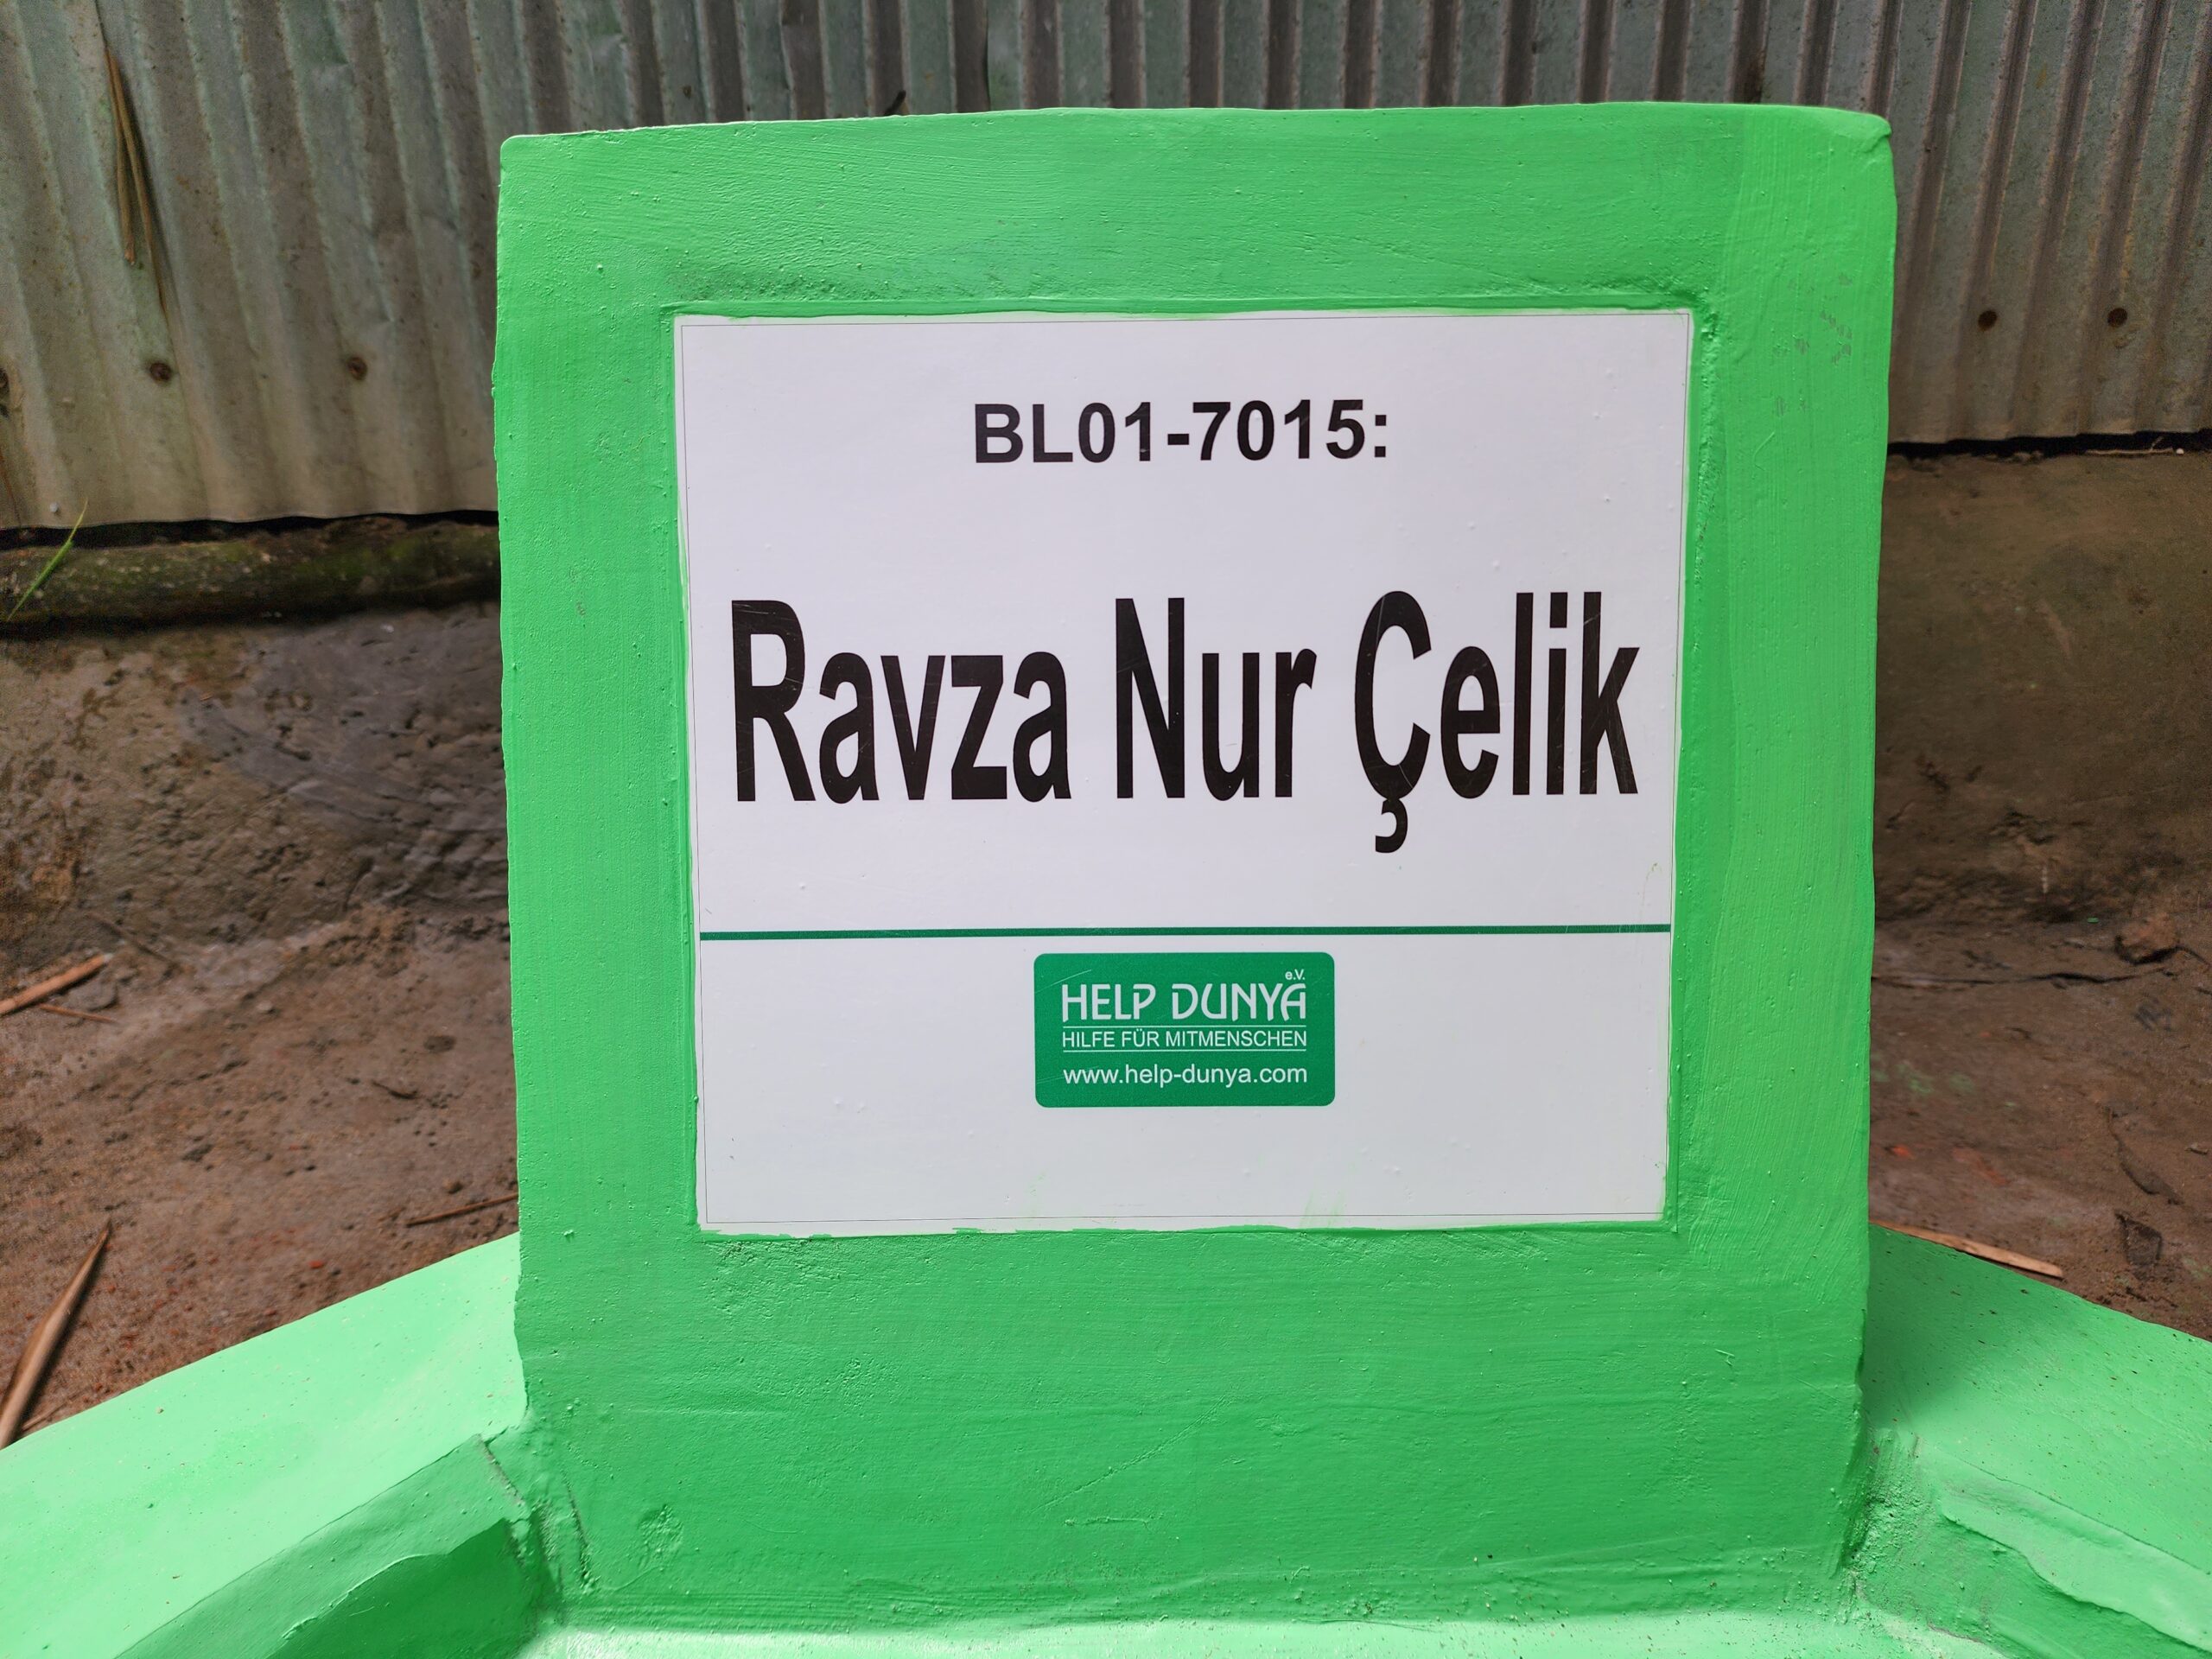 BL01-7015:
Ravza Nur Çelik
HELP DUNYA e.V.
HILFE FÜR MITMENSCHEN
www.help-dunya.com